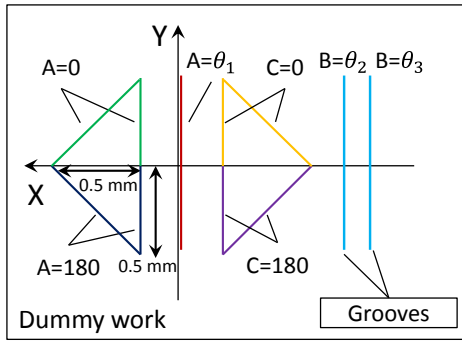 Y
A=0
A=θ₁
C=0
B=θ₂
B=θ₃
X
0.5 mm
0.5 mm
A=180
C=180
Grooves
Dummy work